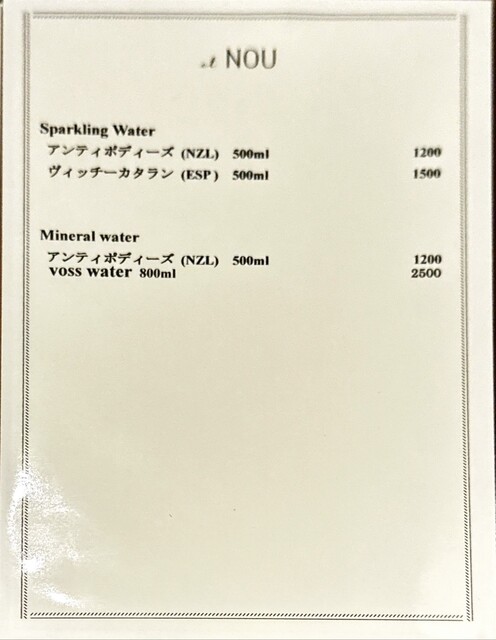 et NOU
Sparkling Water
アンティポディーズ (NZL) 500ml 1200
ヴィッチーカタラン (ESP) 500ml 1500
Mineral water
アンティポディーズ (NZL) 500ml 1200
voss water 800ml 2500